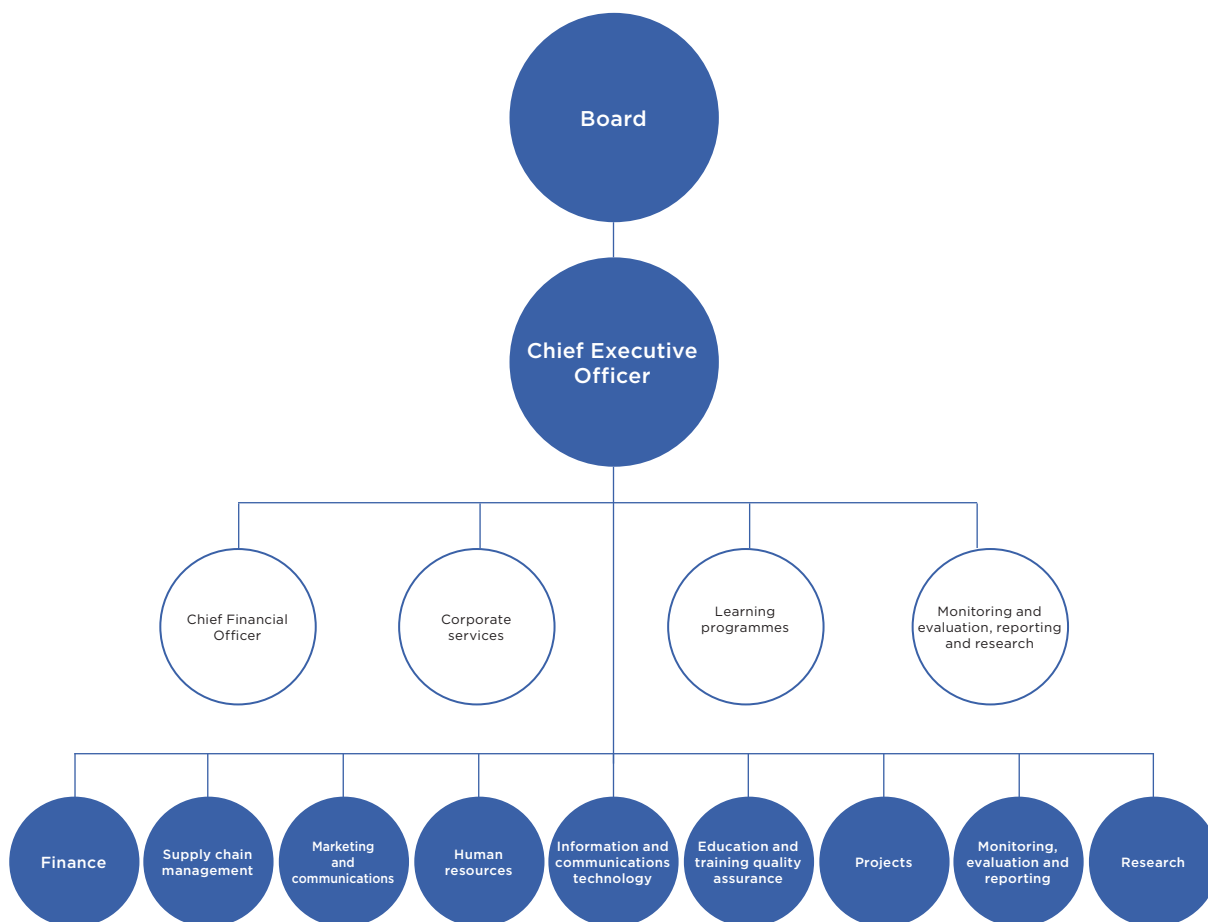 Board
Chief Executive
Officer
Chief Financial
Officer
Corporate
services
Learning
programmes
Monitoring and
evaluation, reporting
and research
Finance
Supply chain
management
Marketing
and
communications
Human
resources
Information and
communications
technology
Education and
training quality
assurance
Projects
Monitoring,
evaluation and
reporting
Research